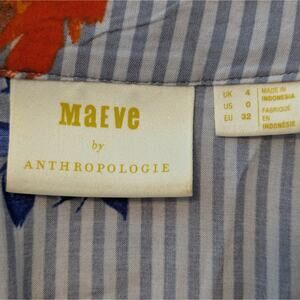 MaEve
by
ANTHROPOLOGIE
UK 4
US 0
EU 32
MADE IN
INDONESIA
FABRIQUÉ
EN
INDONÉSIE